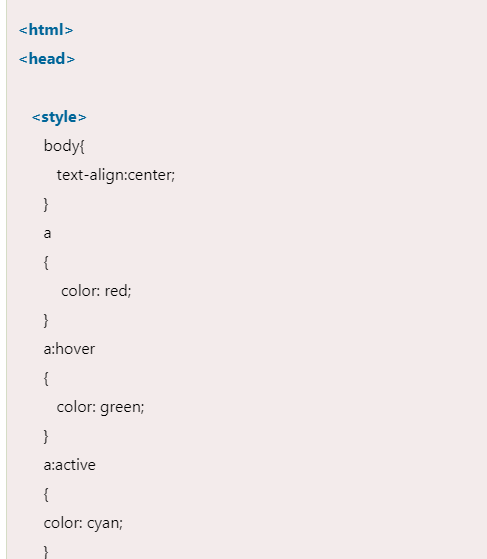 <html>
<head>
<style>
body{
text-align:center;
}
a
{
color: red;
}
a:hover
{
color: green;
}
a:active
{
color: cyan;
}